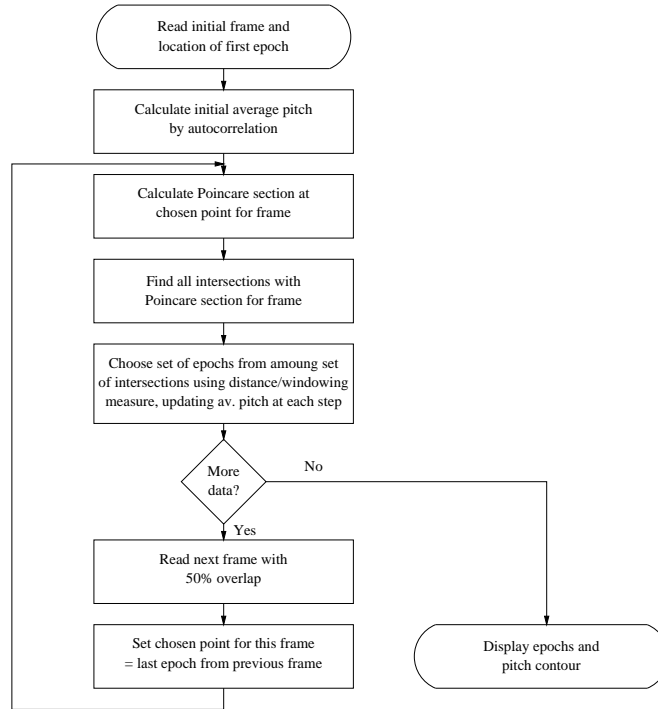 Read initial frame and
location of first epoch
Calculate initial average pitch
by autocorrelation
Calculate Poincare section at
chosen point for frame
Find all intersections with
Poincare section for frame
Choose set of epochs from amoung set
of intersections using distance/windowing
measure, updating av. pitch at each step
More
data?
No
Yes
Read next frame with
50% overlap
Set chosen point for this frame
= last epoch from previous frame
Display epochs and
pitch contour